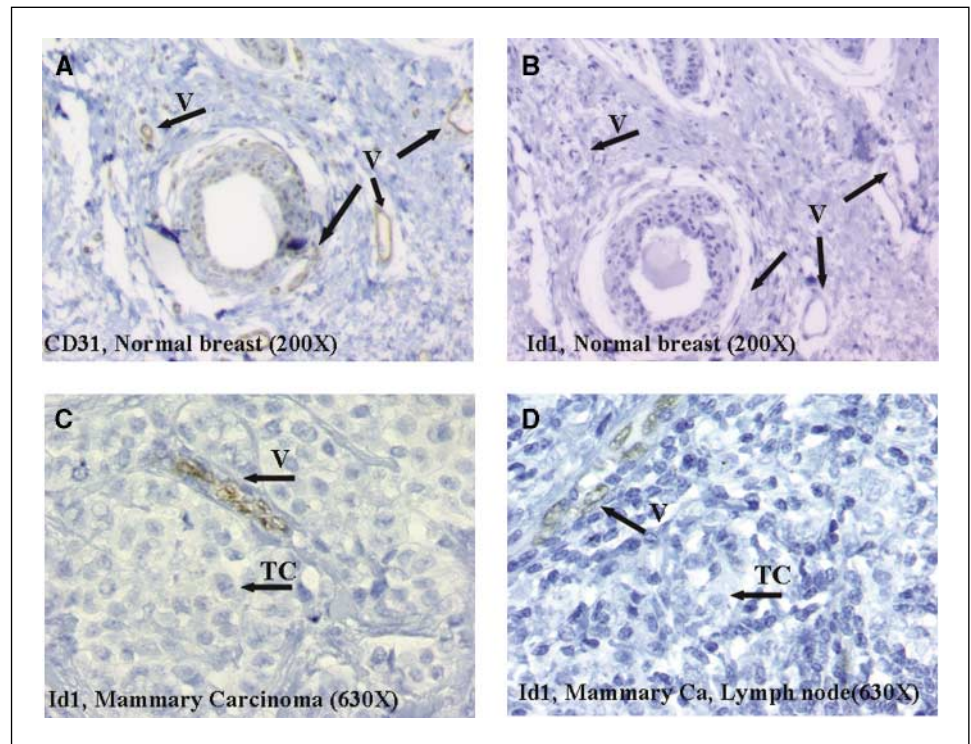 A
V
V
CD31, Normal breast (200X)
B
V
V
Id1, Normal breast (200X)
C
V
TC
Id1, Mammary Carcinoma (630X)
D
V
TC
Id1, Mammary Ca, Lymph node(630X)